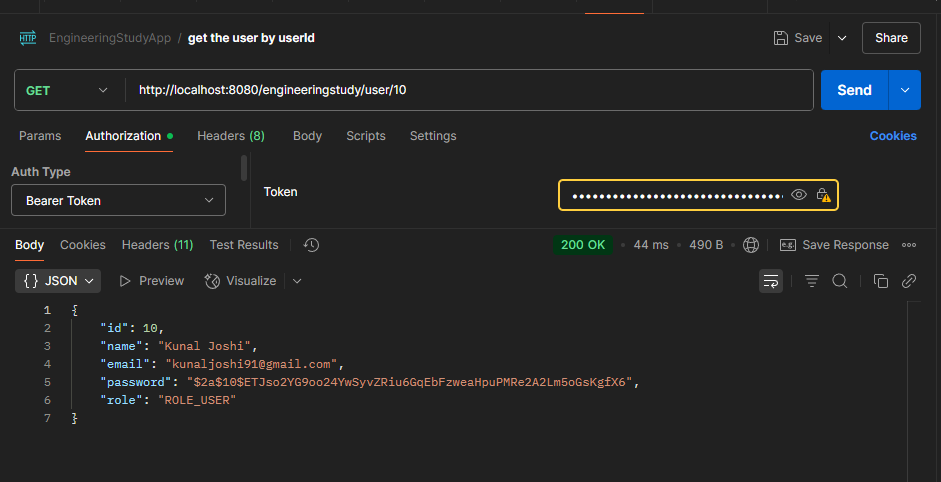 HTTP EngineeringStudyApp / get the user by userId Save Share
GET http://localhost:8080/engineeringstudy/user/10 Send
Params Authorization Headers (8) Body Scripts Settings Cookies
Auth Type
Bearer Token
Token
Body Cookies Headers (11) Test Results 200 OK • 44 ms • 490 B • e.g. Save Response
{} JSON Preview Visualize
1 {
2 "id": 10,
3 "name": "Kunal Joshi",
4 "email": "kunaljoshi91@gmail.com",
5 "password": "$2a$10$ETJso2YG9oo24YwSyvZRiu6GqEbFzweaHpuPMRe2A2Lm5oGsKgfX6",
6 "role": "ROLE_USER"
7 }